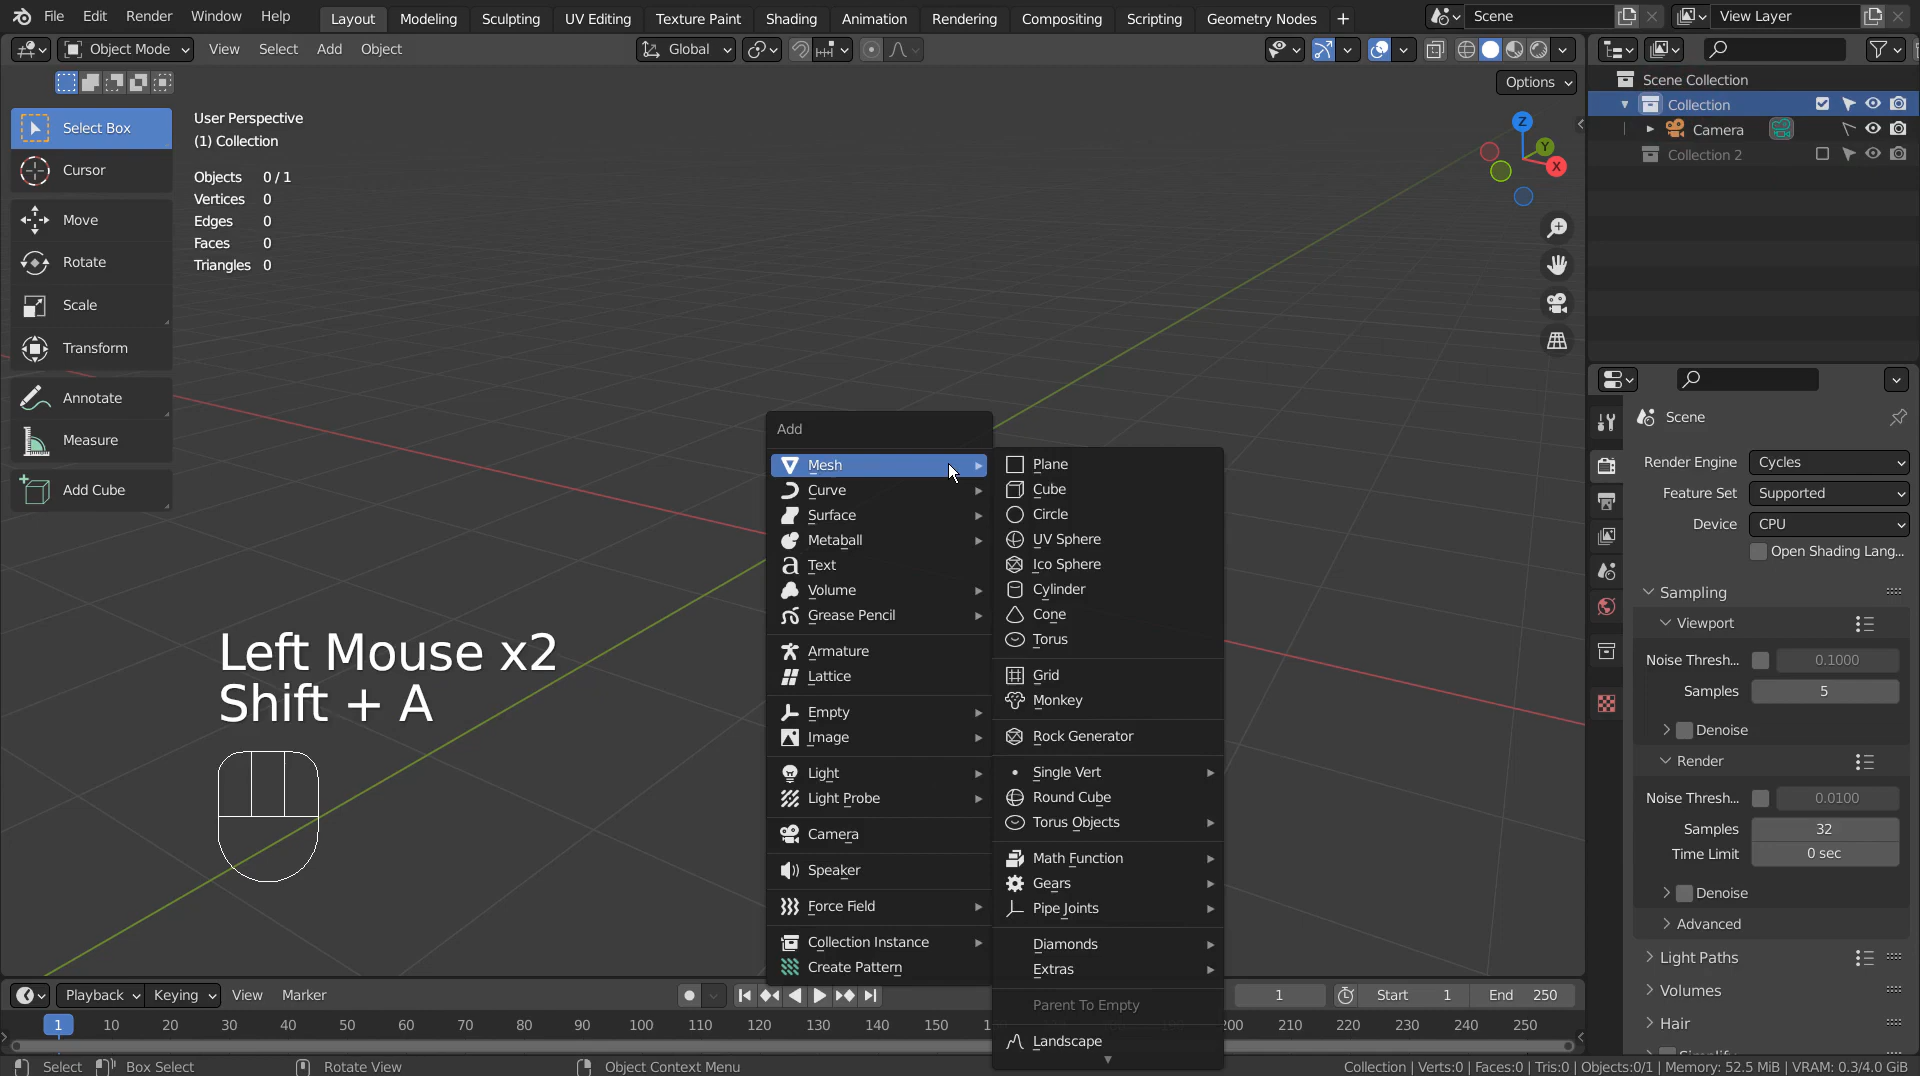 File Edit Render Window Help
Layout Modeling Sculpting UV Editing Texture Paint Shading Animation Rendering Compositing Scripting Geometry Nodes +
Scene
View Layer
Object Mode View Select Add Object
Global
Options
Select Box
Cursor
Move
Rotate
Scale
Transform
Annotate
Measure
Add Cube
User Perspective
(1) Collection
Objects 0 / 1
Vertices 0
Edges 0
Faces 0
Triangles 0
Z
Y
X
Left Mouse x2
Shift + A
Add
Mesh
Curve
Surface
Metaball
Text
Volume
Grease Pencil
Armature
Lattice
Empty
Image
Light
Light Probe
Camera
Speaker
Force Field
Collection Instance
Create Pattern
Plane
Cube
Circle
UV Sphere
Ico Sphere
Cylinder
Cone
Torus
Grid
Monkey
Rock Generator
Single Vert
Round Cube
Torus Objects
Math Function
Gears
Pipe Joints
Diamonds
Extras
Parent To Empty
Landscape
Scene Collection
Collection
Camera
Collection 2
Scene
Render Engine Cycles
Feature Set Supported
Device CPU
Open Shading Lang...
Sampling
Viewport
Noise Thresh... 0.1000
Samples 5
Denoise
Render
Noise Thresh... 0.0100
Samples 32
Time Limit 0 sec
Denoise
Advanced
Light Paths
Volumes
Hair
Playback Keying View Marker
1 Start 1 End 250
1 10 20 30 40 50 60 70 80 90 100 110 120 130 140 150 200 210 220 230 240 250
Select Box Select Rotate View Object Context Menu
Collection | Verts:0 | Faces:0 | Tris:0 | Objects:0/1 | Memory: 52.5 MiB | VRAM: 0.3/4.0 GiB